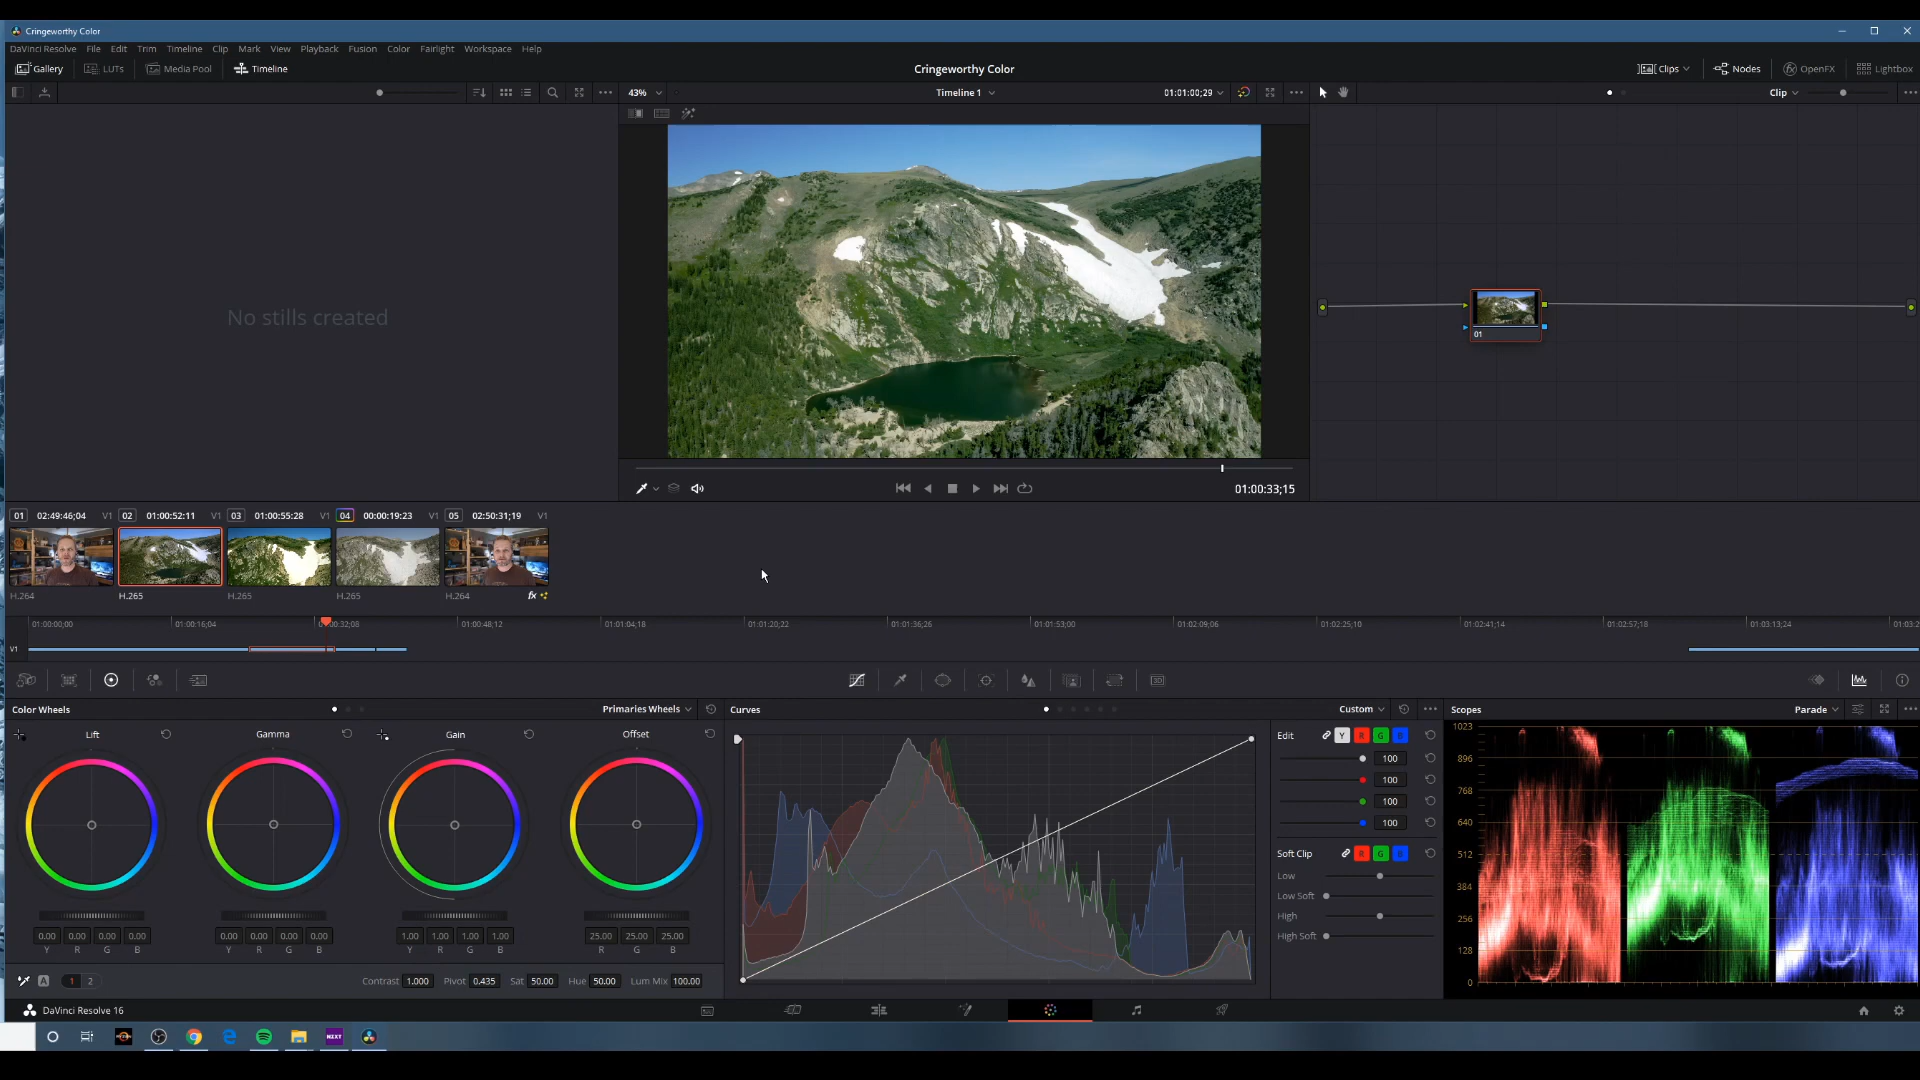 Cringeworthy Color
DaVinci Resolve File Edit Trim Timeline Clip Mark View Playback Fusion Color Fairlight Workspace Help
Gallery LUTs Media Pool Timeline Cringeworthy Color Clips Nodes OpenFX Lightbox
43% Timeline 1 01:01:00;29 Clip
No stills created
01
01:00:33;15
01 02:49:46;04 V1 02 01:00:52:11 V1 03 01:00:55:28 V1 04 00:00:19:23 V1 05 02:50:31;19 V1
H.264 H.265 H.265 H.265 H.264 fx
01:00:00;00 01:00:16;04 01:00:48;12 01:01:04;18 01:01:20;22 01:01:36;26 01:01:53;00 01:02:09;06 01:02:25;10 01:02:41;14 01:02:57;18 01:03:13;24
V1
Color Wheels Primaries Wheels Curves Custom Scopes Parade
Lift Gamma Gain Offset Edit Y R G B
100
100
100
100
Soft Clip R G B
Low
Low Soft
High
High Soft
1023
896
768
640
512
384
256
128
0
0.00 0.00 0.00 0.00 0.00 0.00 0.00 0.00 1.00 1.00 1.00 1.00 25.00 25.00 25.00
Y R G B Y R G B Y R G B R G B
A 1 2 Contrast 1.000 Pivot 0.435 Sat 50.00 Hue 50.00 Lum Mix 100.00
DaVinci Resolve 16